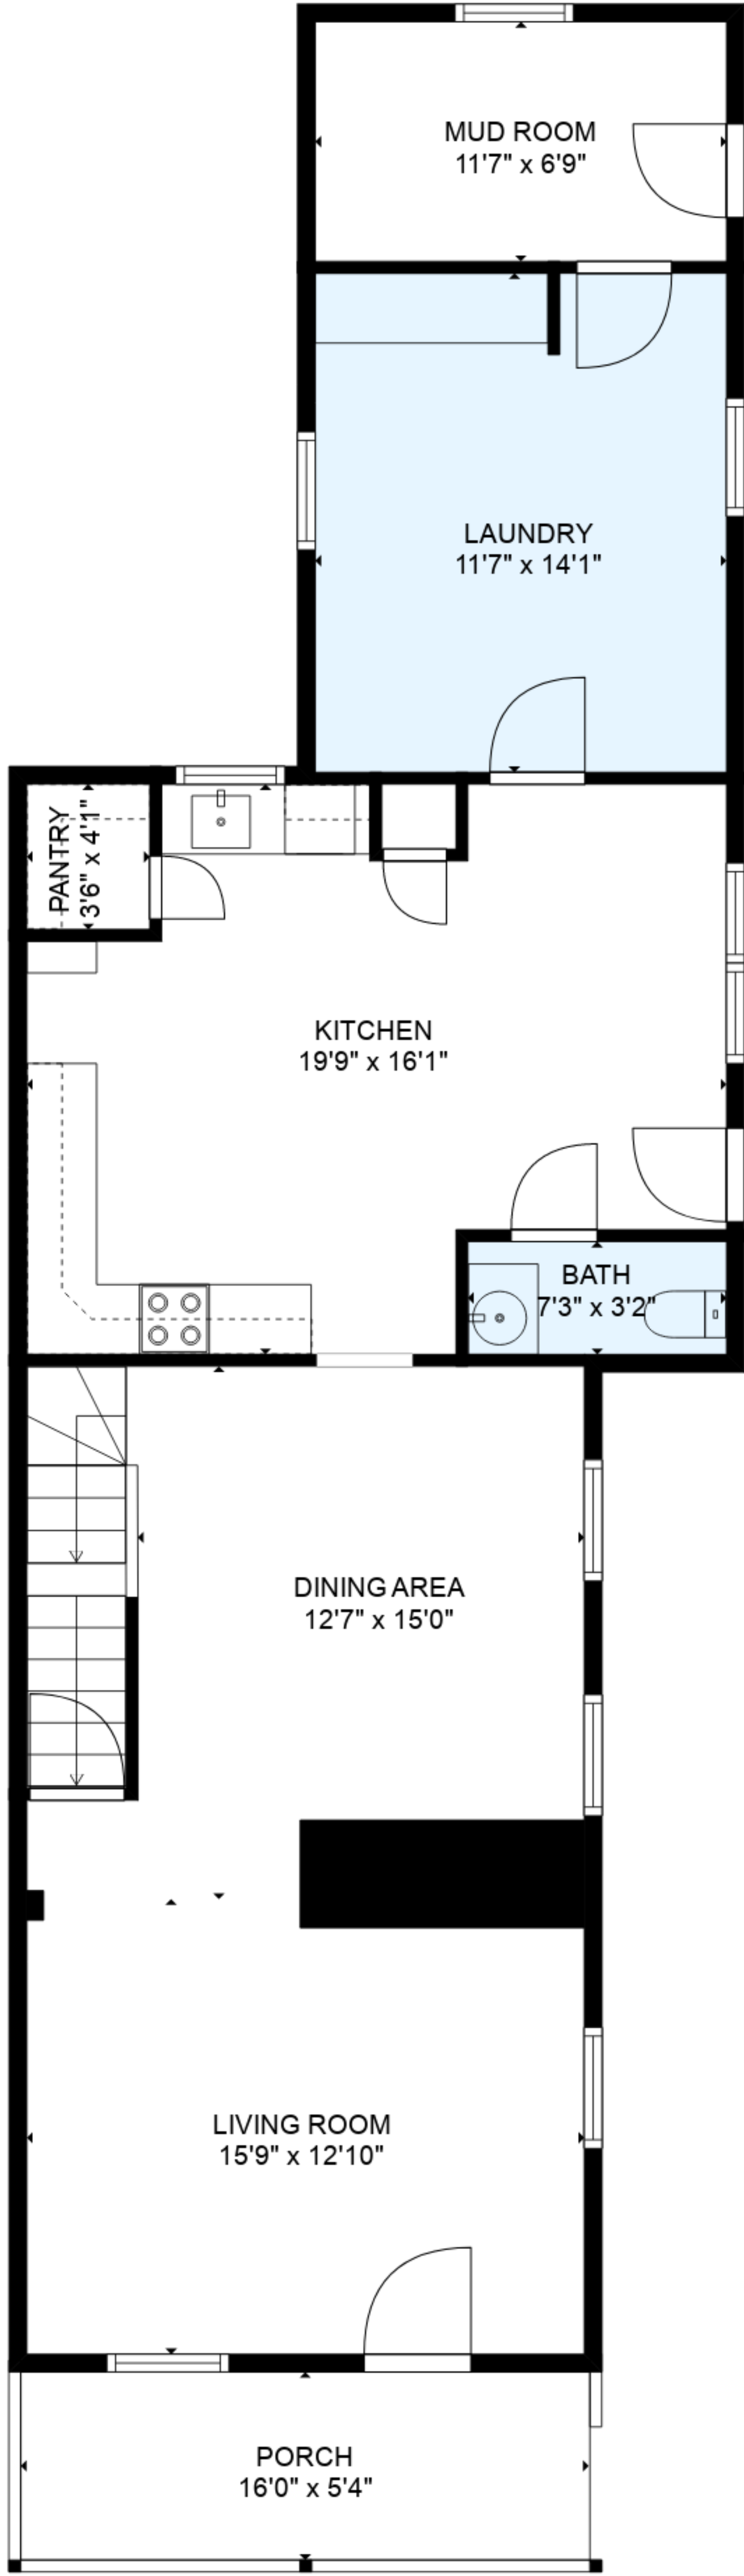 MUD ROOM
11'7" x 6'9"
LAUNDRY
11'7" x 14'1"
PANTRY
3'6" x 4'1"
KITCHEN
19'9" x 16'1"
BATH
7'3" x 3'2"
DINING AREA
12'7" x 15'0"
LIVING ROOM
15'9" x 12'10"
PORCH
16'0" x 5'4"